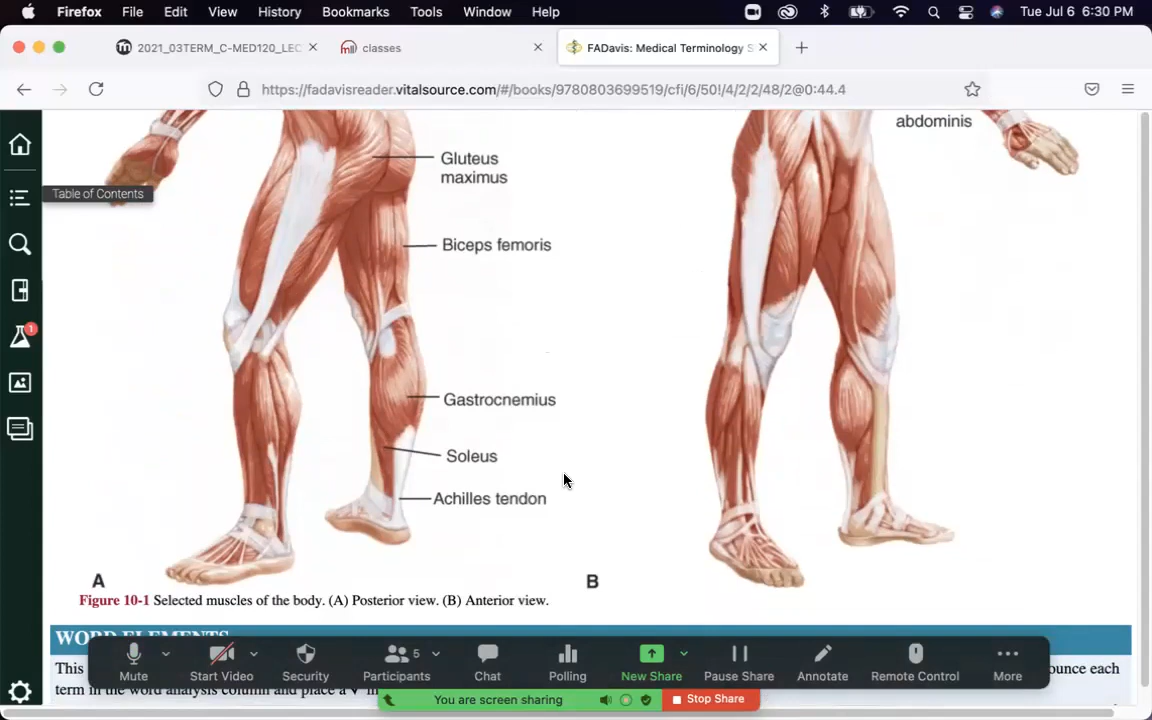 Firefox File Edit View History Bookmarks Tools Window Help Tue Jul 6 6:30 PM
2021_03TERM_C-MED120_LEC classes FADavis: Medical Terminology S
https://fadavisreader.vitalsource.com/#/books/9780803699519/cfi/6/50!/4/2/2/48/2@0:44.4
abdominis
Gluteus
maximus
Table of Contents
Biceps femoris
1
Gastrocnemius
Soleus
Achilles tendon
A B
Figure 10-1 Selected muscles of the body. (A) Posterior view. (B) Anterior view.
WORD ELEMENTS
This ounce each
term in the word analysis column and place a
5
Mute Start Video Security Participants Chat Polling New Share Pause Share Annotate Remote Control More
You are screen sharing Stop Share